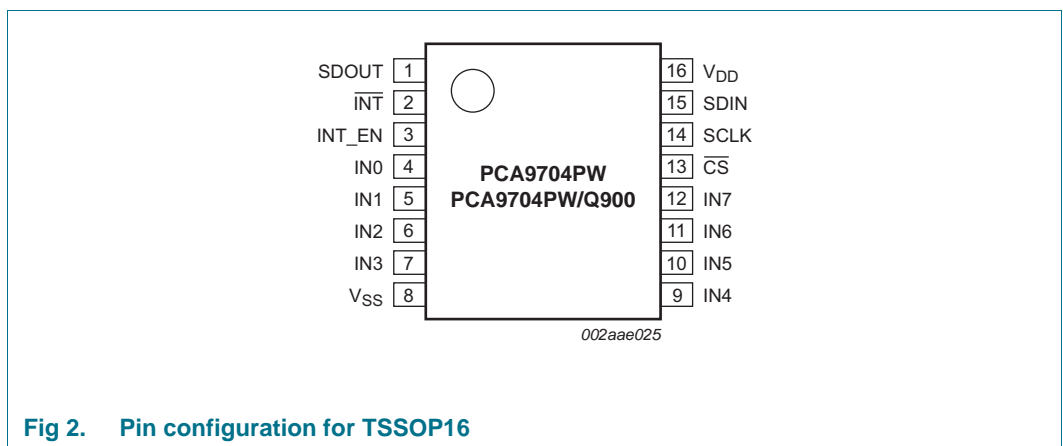 SDOUT 1
INT 2
INT_EN 3
IN0 4
IN1 5
IN2 6
IN3 7
VSS 8
PCA9704PW
PCA9704PW/Q900
16 VDD
15 SDIN
14 SCLK
13 CS
12 IN7
11 IN6
10 IN5
9 IN4
002aae025
Fig 2. Pin configuration for TSSOP16